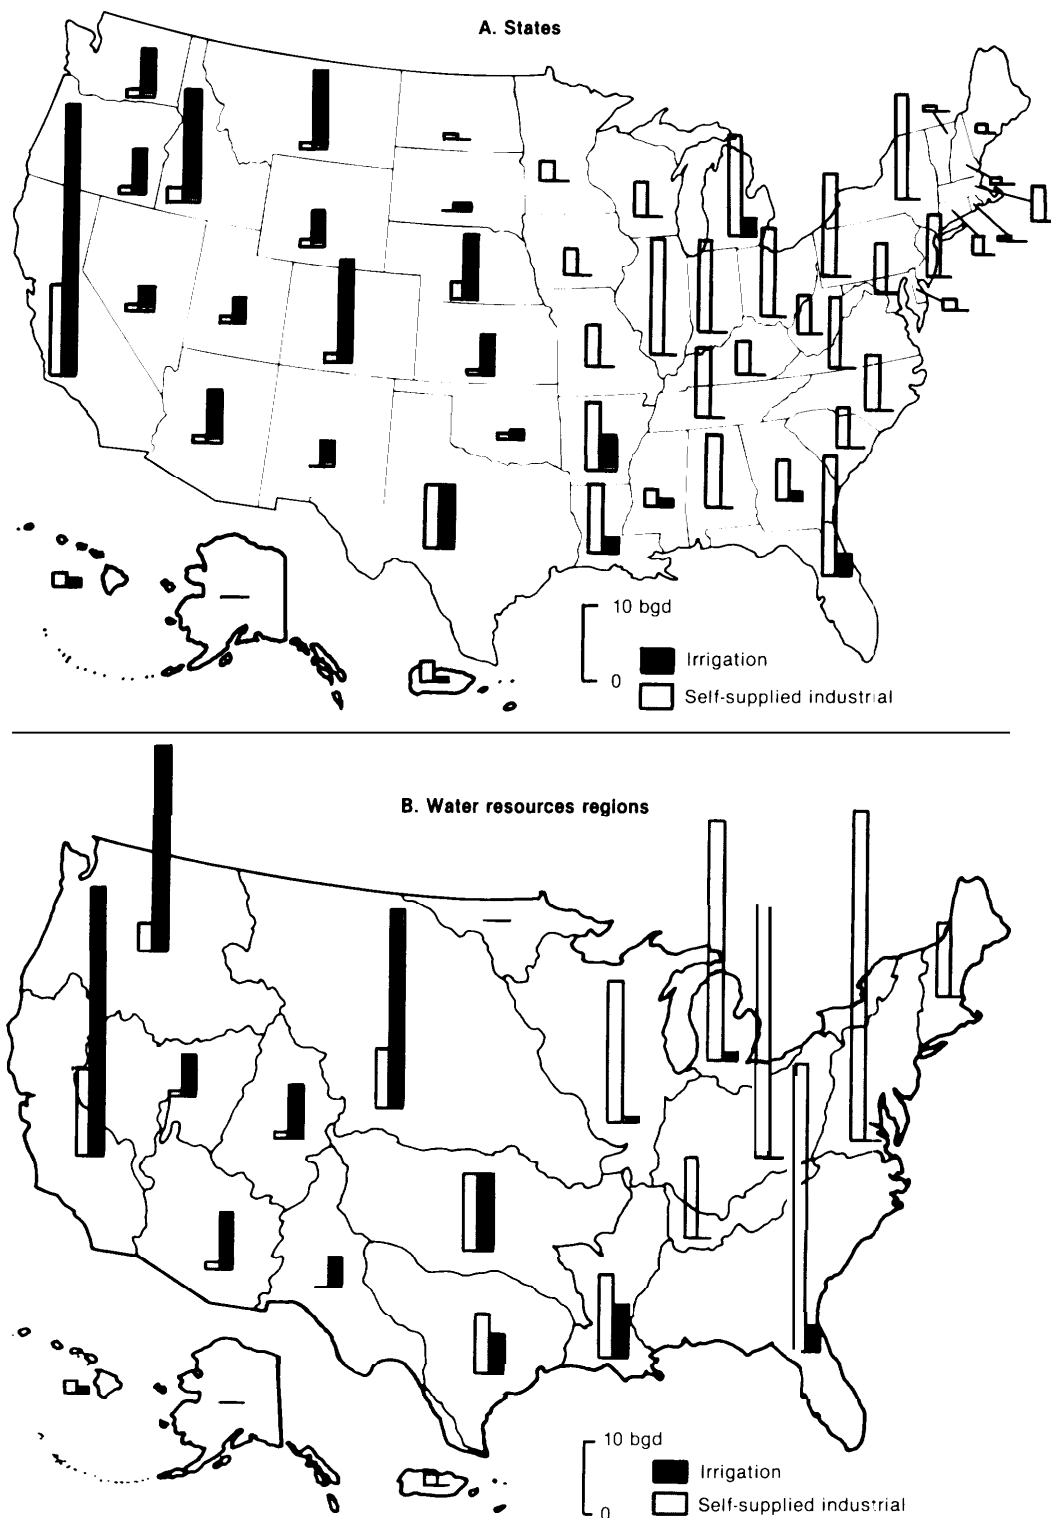 A. States
10 bgd
0
Irrigation
Self-supplied industrial
B. Water resources regions
10 bgd
0
Irrigation
Self-supplied industrial